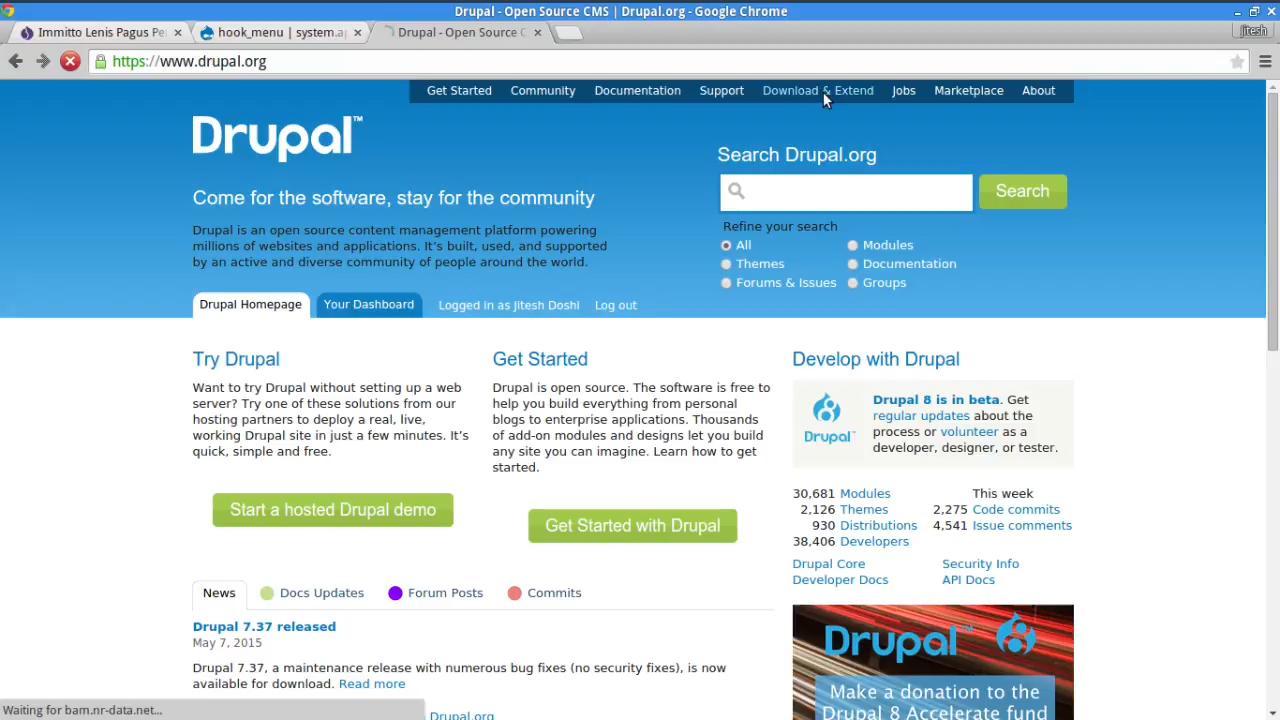 Drupal - Open Source CMS | Drupal.org - Google Chrome
Immitto Lenis Pagus Pe
hook_menu | system.a
Drupal - Open Source C
jitesh
https://www.drupal.org
Get Started Community Documentation Support Download & Extend Jobs Marketplace About
Drupal™
Search Drupal.org
Search
Come for the software, stay for the community
Drupal is an open source content management platform powering
millions of websites and applications. It’s built, used, and supported
by an active and diverse community of people around the world.
Refine your search
All Modules
Themes Documentation
Forums & Issues Groups
Drupal Homepage Your Dashboard Logged in as Jitesh Doshi Log out
Try Drupal
Want to try Drupal without setting up a web
server? Try one of these solutions from our
hosting partners to deploy a real, live,
working Drupal site in just a few minutes. It’s
quick, simple and free.
Start a hosted Drupal demo
Get Started
Drupal is open source. The software is free to
help you build everything from personal
blogs to enterprise applications. Thousands
of add-on modules and designs let you build
any site you can imagine. Learn how to get
started.
Get Started with Drupal
Develop with Drupal
Drupal™
Drupal 8 is in beta. Get
regular updates about the
process or volunteer as a
developer, designer, or tester.
30,681 Modules This week
2,126 Themes 2,275 Code commits
930 Distributions 4,541 Issue comments
38,406 Developers
Drupal Core Security Info
Developer Docs API Docs
News Docs Updates Forum Posts Commits
Drupal 7.37 released
May 7, 2015
Drupal 7.37, a maintenance release with numerous bug fixes (no security fixes), is now
available for download. Read more
Drupal.org
Drupal™
Make a donation to the
Drupal 8 Accelerate fund
Waiting for bam.nr-data.net...